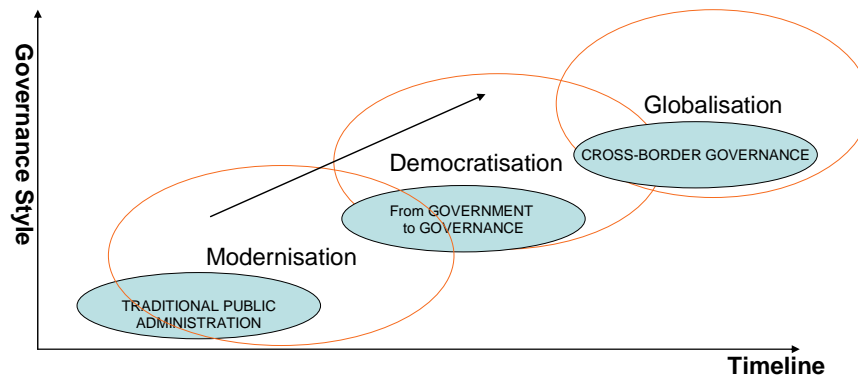 Governance Style
Globalisation
CROSS-BORDER GOVERNANCE
Democratisation
From GOVERNMENT
to GOVERNANCE
Modernisation
TRADITIONAL PUBLIC
ADMINISTRATION
Timeline